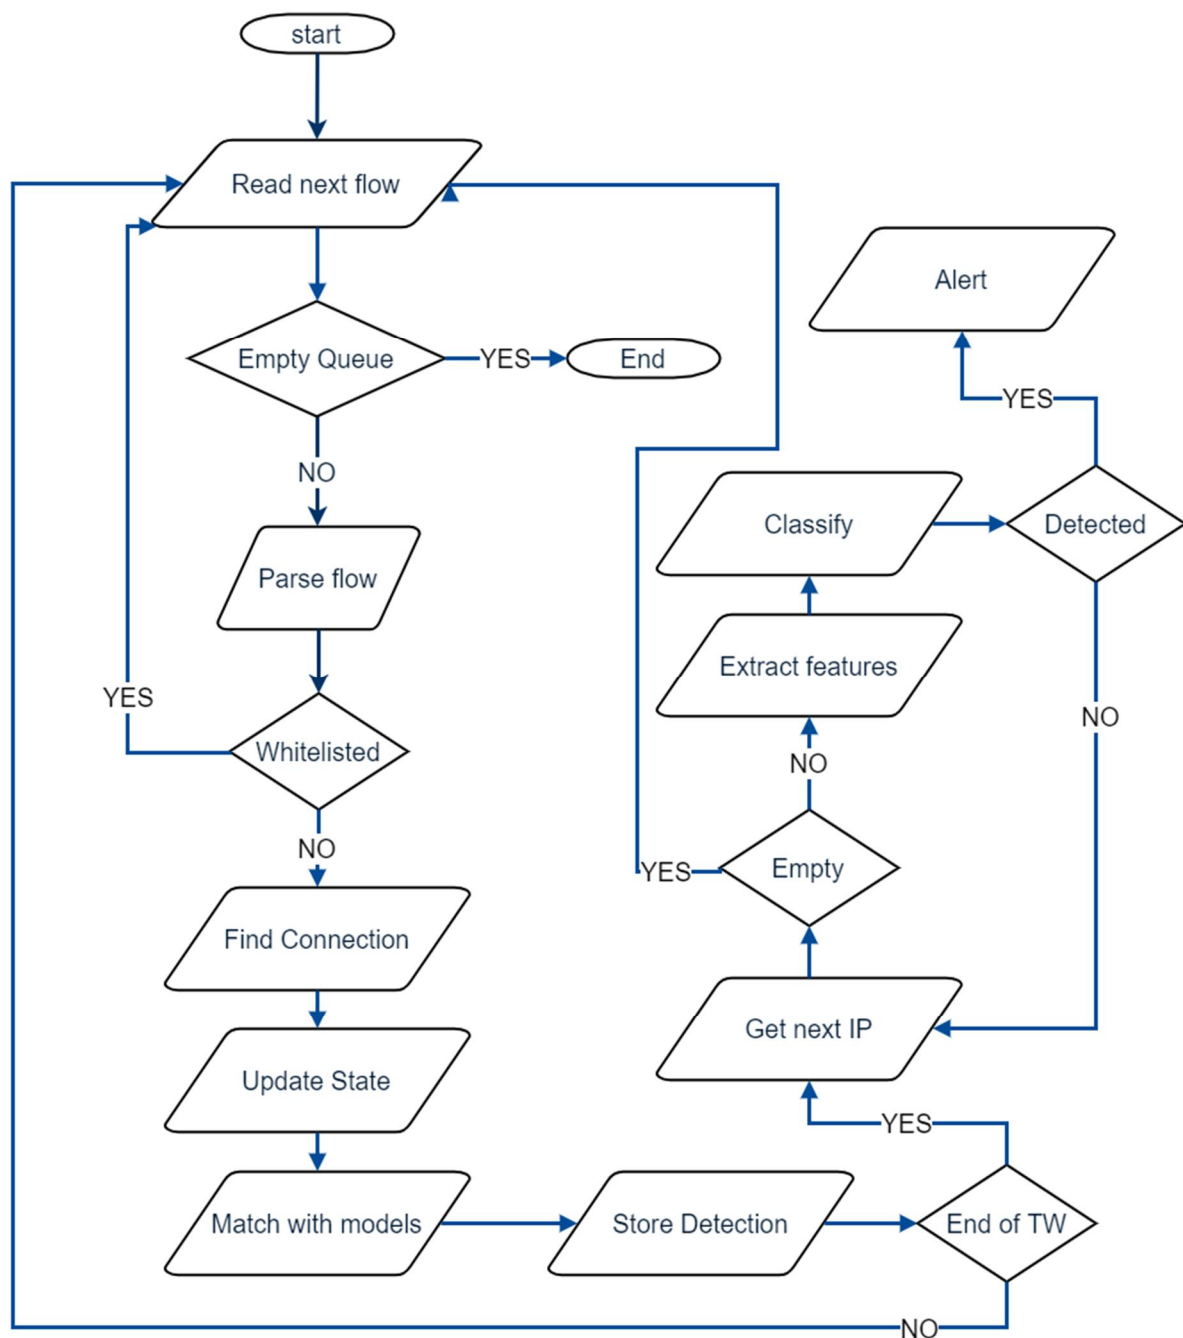 start
Read next flow
Empty Queue
YES
End
NO
Parse flow
YES
Whitelisted
NO
Find Connection
Update State
Match with models
Store Detection
End of TW
NO
YES
Get next IP
Empty
YES
NO
Extract features
Classify
Detected
YES
Alert
NO